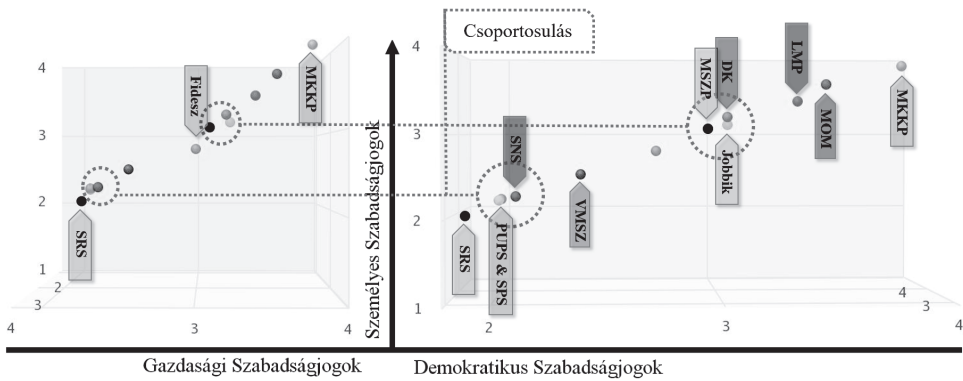 Csoportosulás
4
3
2
1
2
3
4
3
4
Fidesz
MKKP
SRS
Személyes Szabadságjogok
4
3
2
1
2
3
4
3
4
SNS
SRS
PUPS & SPS
VMSZ
MSZP
DK
Jobbik
LMP
MOM
MKKP
Gazdasági Szabadságjogok
Demokratikus Szabadságjogok